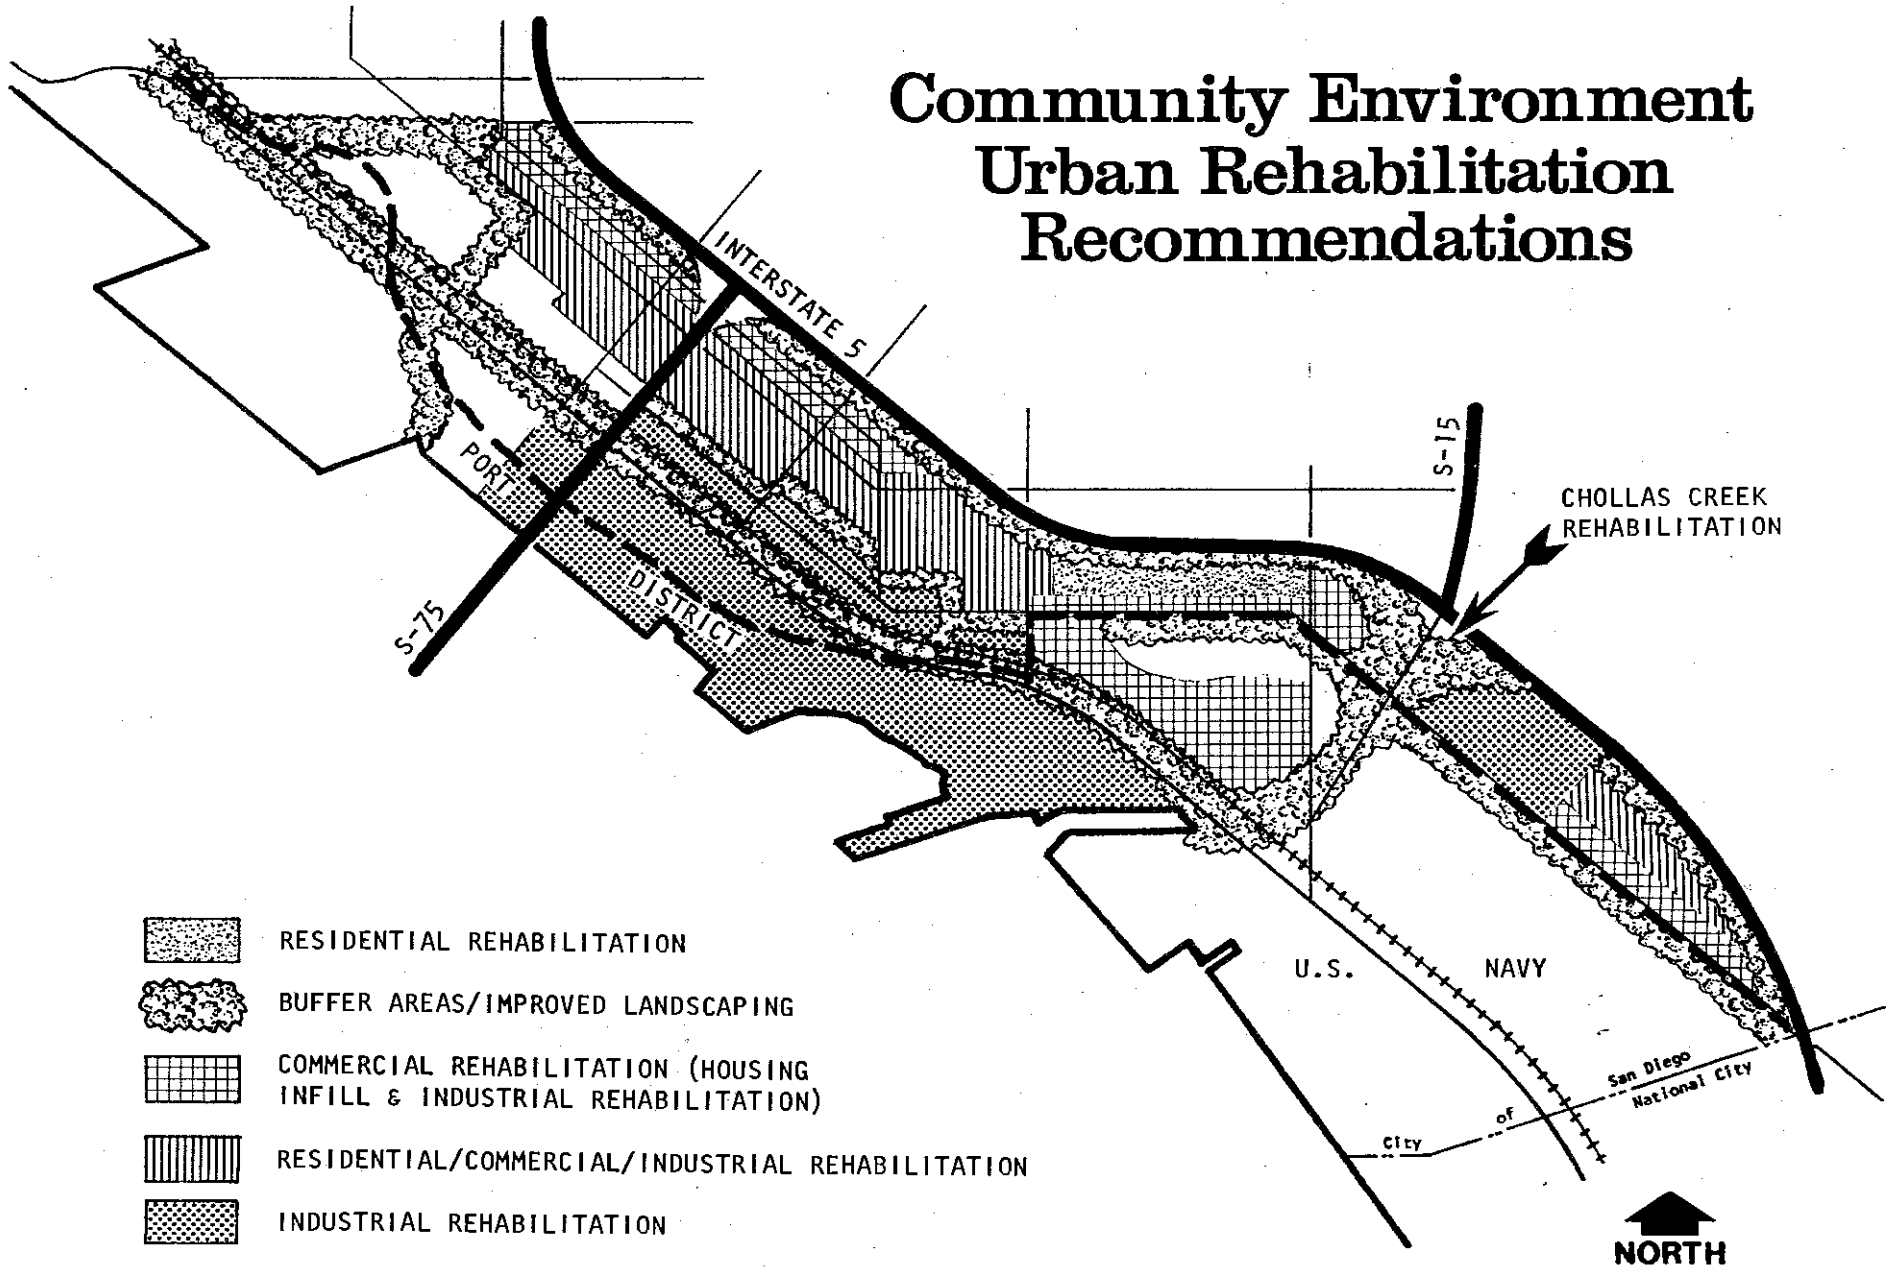 Community Environment
Urban Rehabilitation
Recommendations
INTERSTATE 5
S-15
CHOLLAS CREEK
REHABILITATION
PORT
DISTRICT
S-75
U.S. NAVY
San Diego
National City
City of
RESIDENTIAL REHABILITATION
BUFFER AREAS/IMPROVED LANDSCAPING
COMMERCIAL REHABILITATION (HOUSING
INFILL & INDUSTRIAL REHABILITATION)
RESIDENTIAL/COMMERCIAL/INDUSTRIAL REHABILITATION
INDUSTRIAL REHABILITATION
NORTH